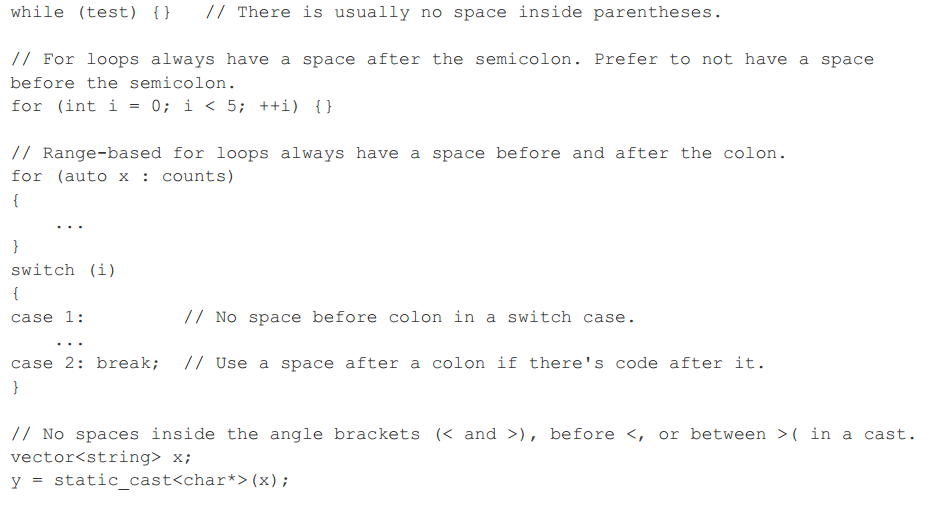 while (test) {}   // There is usually no space inside parentheses.

// For loops always have a space after the semicolon. Prefer to not have a space
before the semicolon.
for (int i = 0; i < 5; ++i) {}

// Range-based for loops always have a space before and after the colon.
for (auto x : counts)
{
    ...
}
switch (i)
{
case 1:         // No space before colon in a switch case.
    ...
case 2: break;  // Use a space after a colon if there's code after it.
}

// No spaces inside the angle brackets (< and >), before <, or between >( in a cast.
vector<string> x;
y = static_cast<char*>(x);